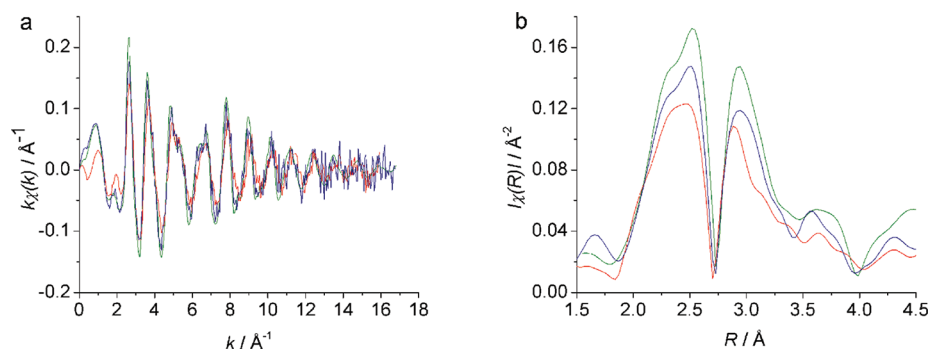 a
0.2
0.1
0.0
-0.1
-0.2
kχ(k) / Å⁻¹
0 2 4 6 8 10 12 14 16 18
k / Å⁻¹
b
0.16
0.12
0.08
0.04
0.00
Iχ(R)I / Å⁻²
1.5 2.0 2.5 3.0 3.5 4.0 4.5
R / Å